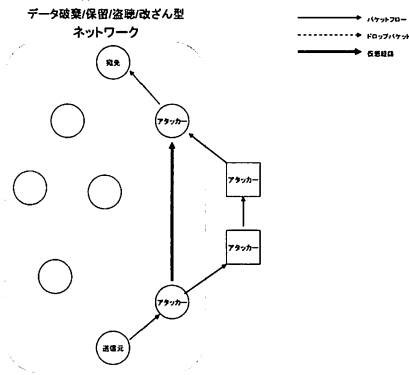 データ破棄/保留/盗聴/改ざん型
ネットワーク
パケットフロー
ドロップパケット
仮想経路
宛先
アタッカー
アタッカー
アタッカー
アタッカー
送信元